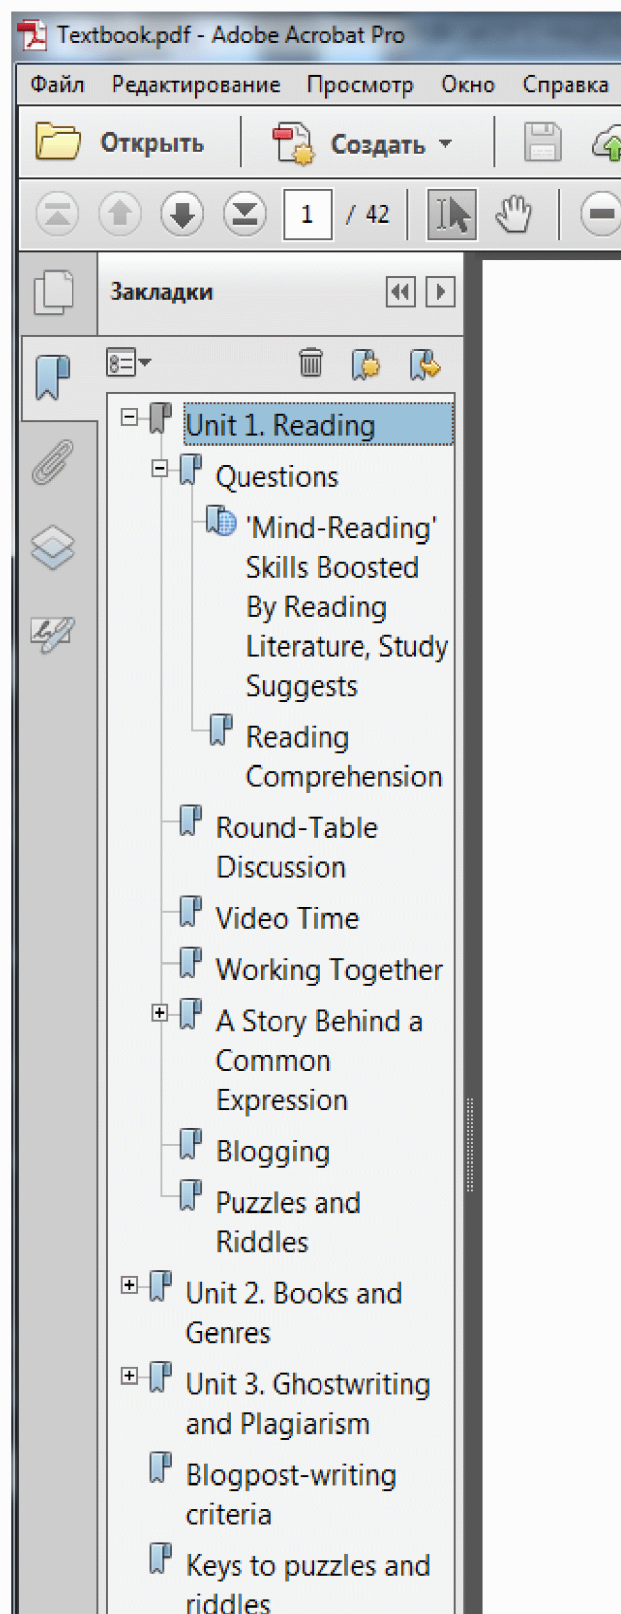 Textbook.pdf - Adobe Acrobat Pro
Файл Редактирование Просмотр Окно Справка
Открыть Создать
1 / 42
Закладки
Unit 1. Reading
Questions
'Mind-Reading'
Skills Boosted
By Reading
Literature, Study
Suggests
Reading
Comprehension
Round-Table
Discussion
Video Time
Working Together
A Story Behind a
Common
Expression
Blogging
Puzzles and
Riddles
Unit 2. Books and
Genres
Unit 3. Ghostwriting
and Plagiarism
Blogpost-writing
criteria
Keys to puzzles and
riddles